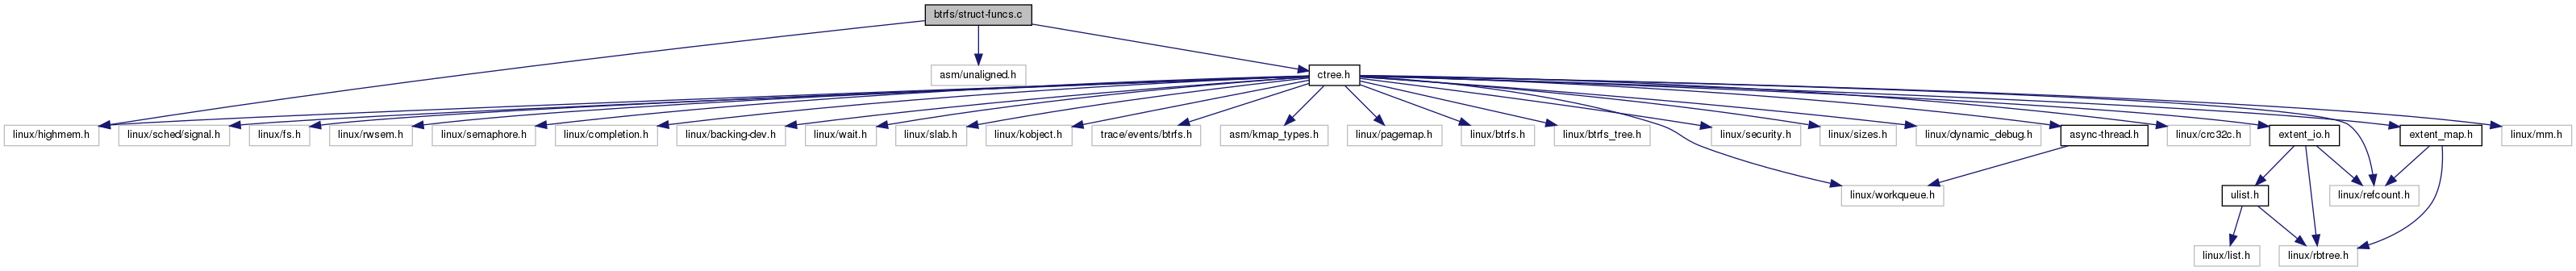 btrfs/struct-funcs.c
asm/unaligned.h
ctree.h
linux/highmem.h
linux/sched/signal.h
linux/fs.h
linux/rwsem.h
linux/semaphore.h
linux/completion.h
linux/backing-dev.h
linux/wait.h
linux/slab.h
linux/kobject.h
trace/events/btrfs.h
asm/kmap_types.h
linux/pagemap.h
linux/btrfs.h
linux/btrfs_tree.h
linux/security.h
linux/sizes.h
linux/dynamic_debug.h
async-thread.h
linux/crc32c.h
extent_io.h
extent_map.h
linux/mm.h
linux/workqueue.h
ulist.h
linux/refcount.h
linux/list.h
linux/rbtree.h